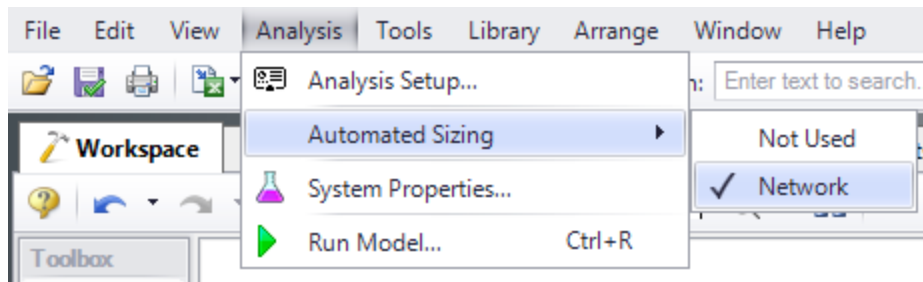 File Edit View Analysis Tools Library Arrange Window Help
Analysis Setup...
Enter text to search.
Workspace
Automated Sizing
Not Used
System Properties...
Network
Toolbox
Run Model... Ctrl+R